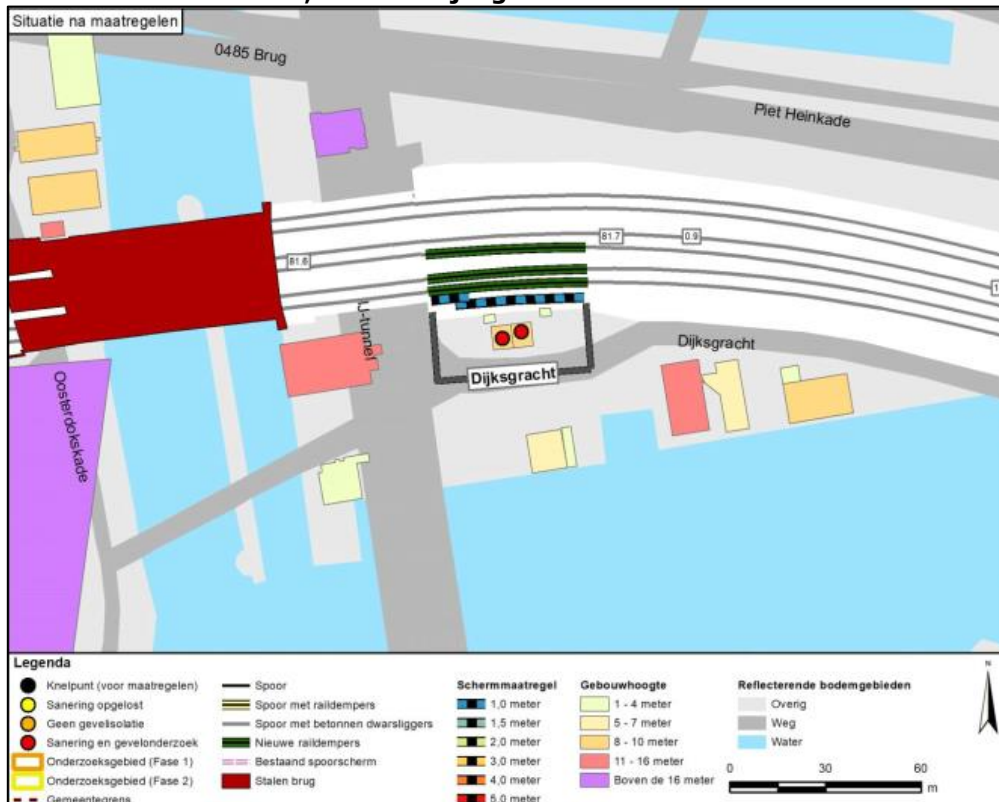 Situatie na maatregelen
0485 Brug
Piet Heinkade
81.6
81.7
0.9
1
IJ-tunnel
Dijksgracht
Dijksgracht
Oosterdokskade
Legenda
Knelpunt (voor maatregelen)
Sanering opgelost
Geen gevelisolatie
Sanering en gevelonderzoek
Onderzoeksgebied (Fase 1)
Onderzoeksgebied (Fase 2)
Gemeentegrens
Spoor
Spoor met raildempers
Spoor met betonnen dwarsliggers
Nieuwe raildempers
Bestaand spoorscherm
Stalen brug
Schermmaatregel
1,0 meter
1,5 meter
2,0 meter
3,0 meter
4,0 meter
5,0 meter
Gebouwhoogte
1 - 4 meter
5 - 7 meter
8 - 10 meter
11 - 16 meter
Boven de 16 meter
Reflecterende bodemgebieden
Overig
Weg
Water
N
0 30 60
m